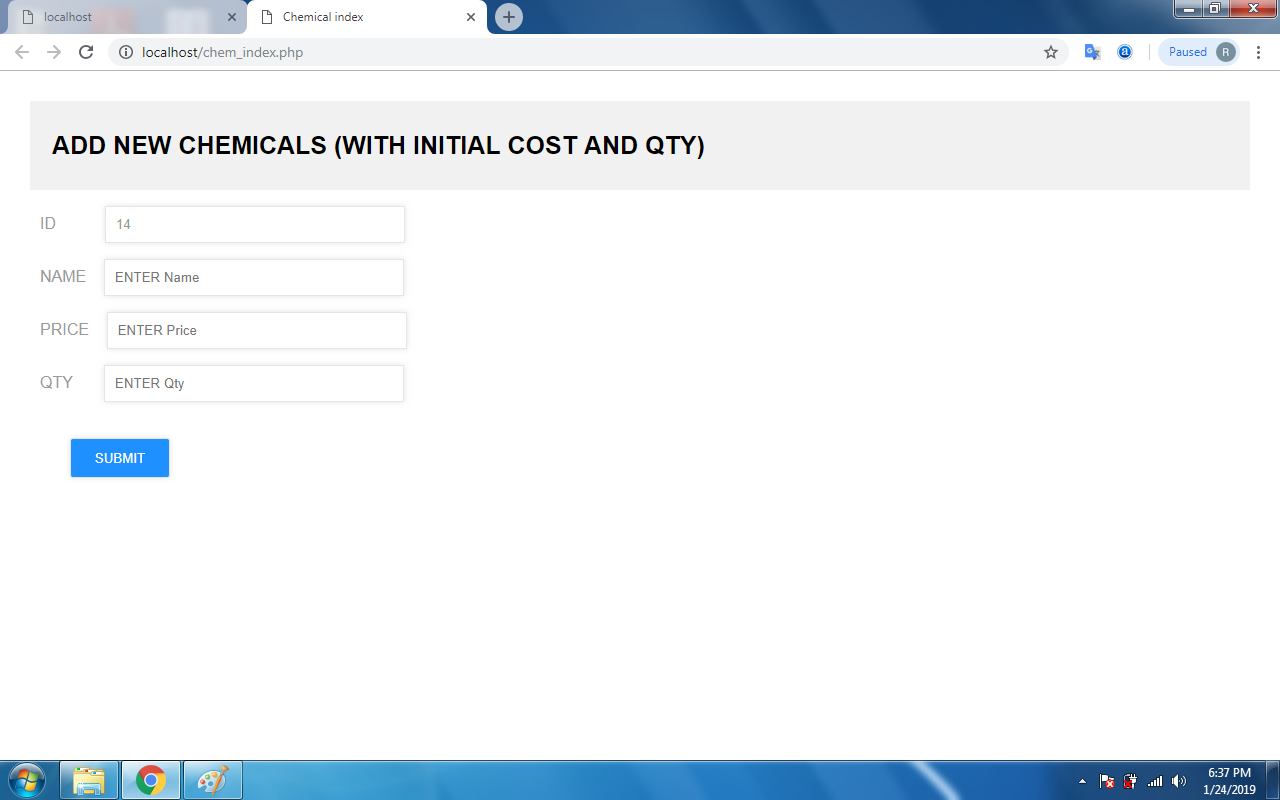 localhost
Chemical index
localhost/chem_index.php
Paused
R
ADD NEW CHEMICALS (WITH INITIAL COST AND QTY)
ID 14
NAME ENTER Name
PRICE ENTER Price
QTY ENTER Qty
SUBMIT
6:37 PM
1/24/2019